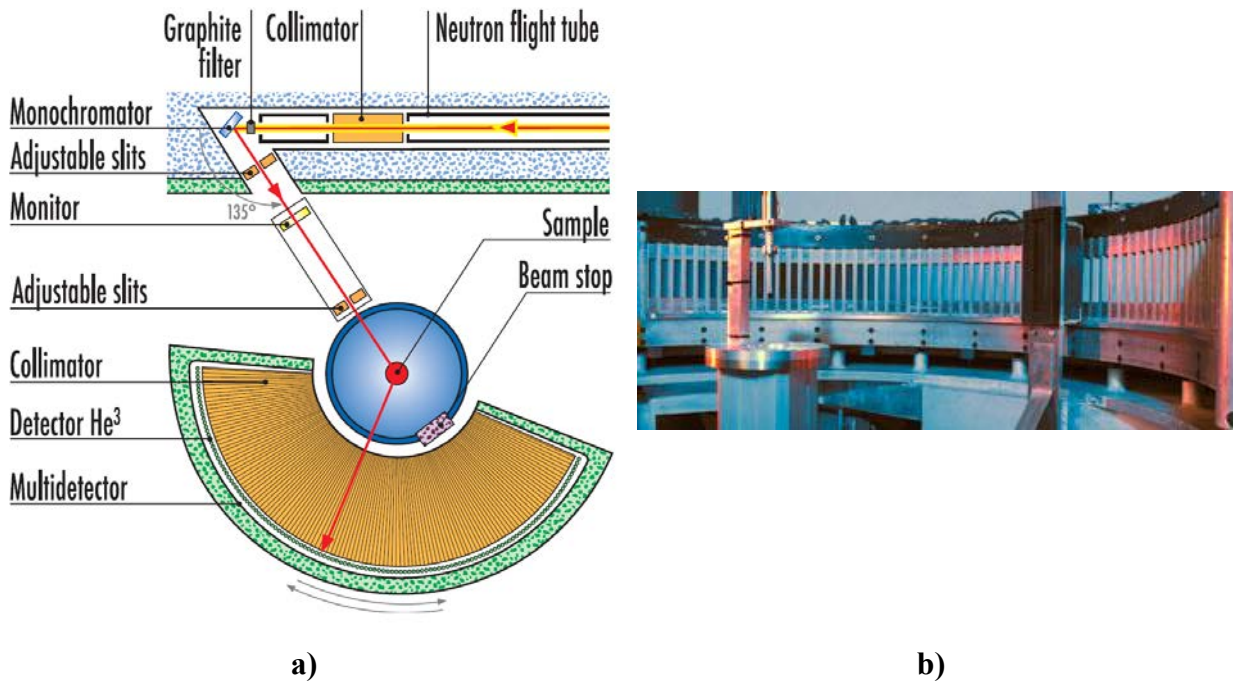 Graphite
filter
Collimator
Neutron flight tube
Monochromator
Adjustable slits
Monitor
135°
Sample
Beam stop
Adjustable slits
Collimator
Detector He³
Multidetector
a)
b)